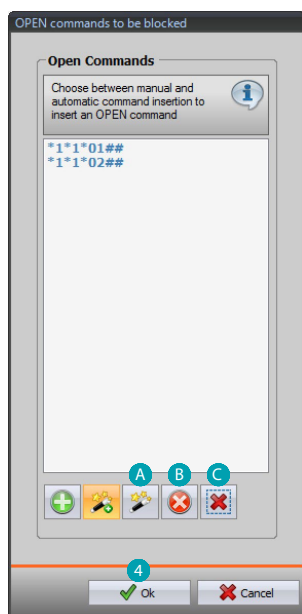 OPEN commands to be blocked
Open Commands
Choose between manual and
automatic command insertion to
insert an OPEN command
*1*1*01##
*1*1*02##
A B C
4
Ok Cancel